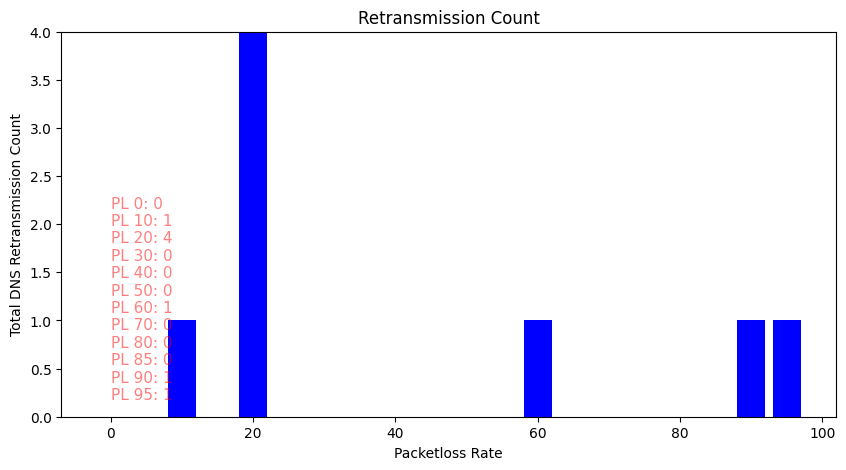 Retransmission Count
4.0
3.5
3.0
2.5
2.0
1.5
1.0
0.5
0.0
Total DNS Retransmission Count
PL 0: 0
PL 10: 1
PL 20: 4
PL 30: 0
PL 40: 0
PL 50: 0
PL 60: 1
PL 70: 0
PL 80: 0
PL 85: 0
PL 90: 1
PL 95: 1
0 20 40 60 80 100
Packetloss Rate